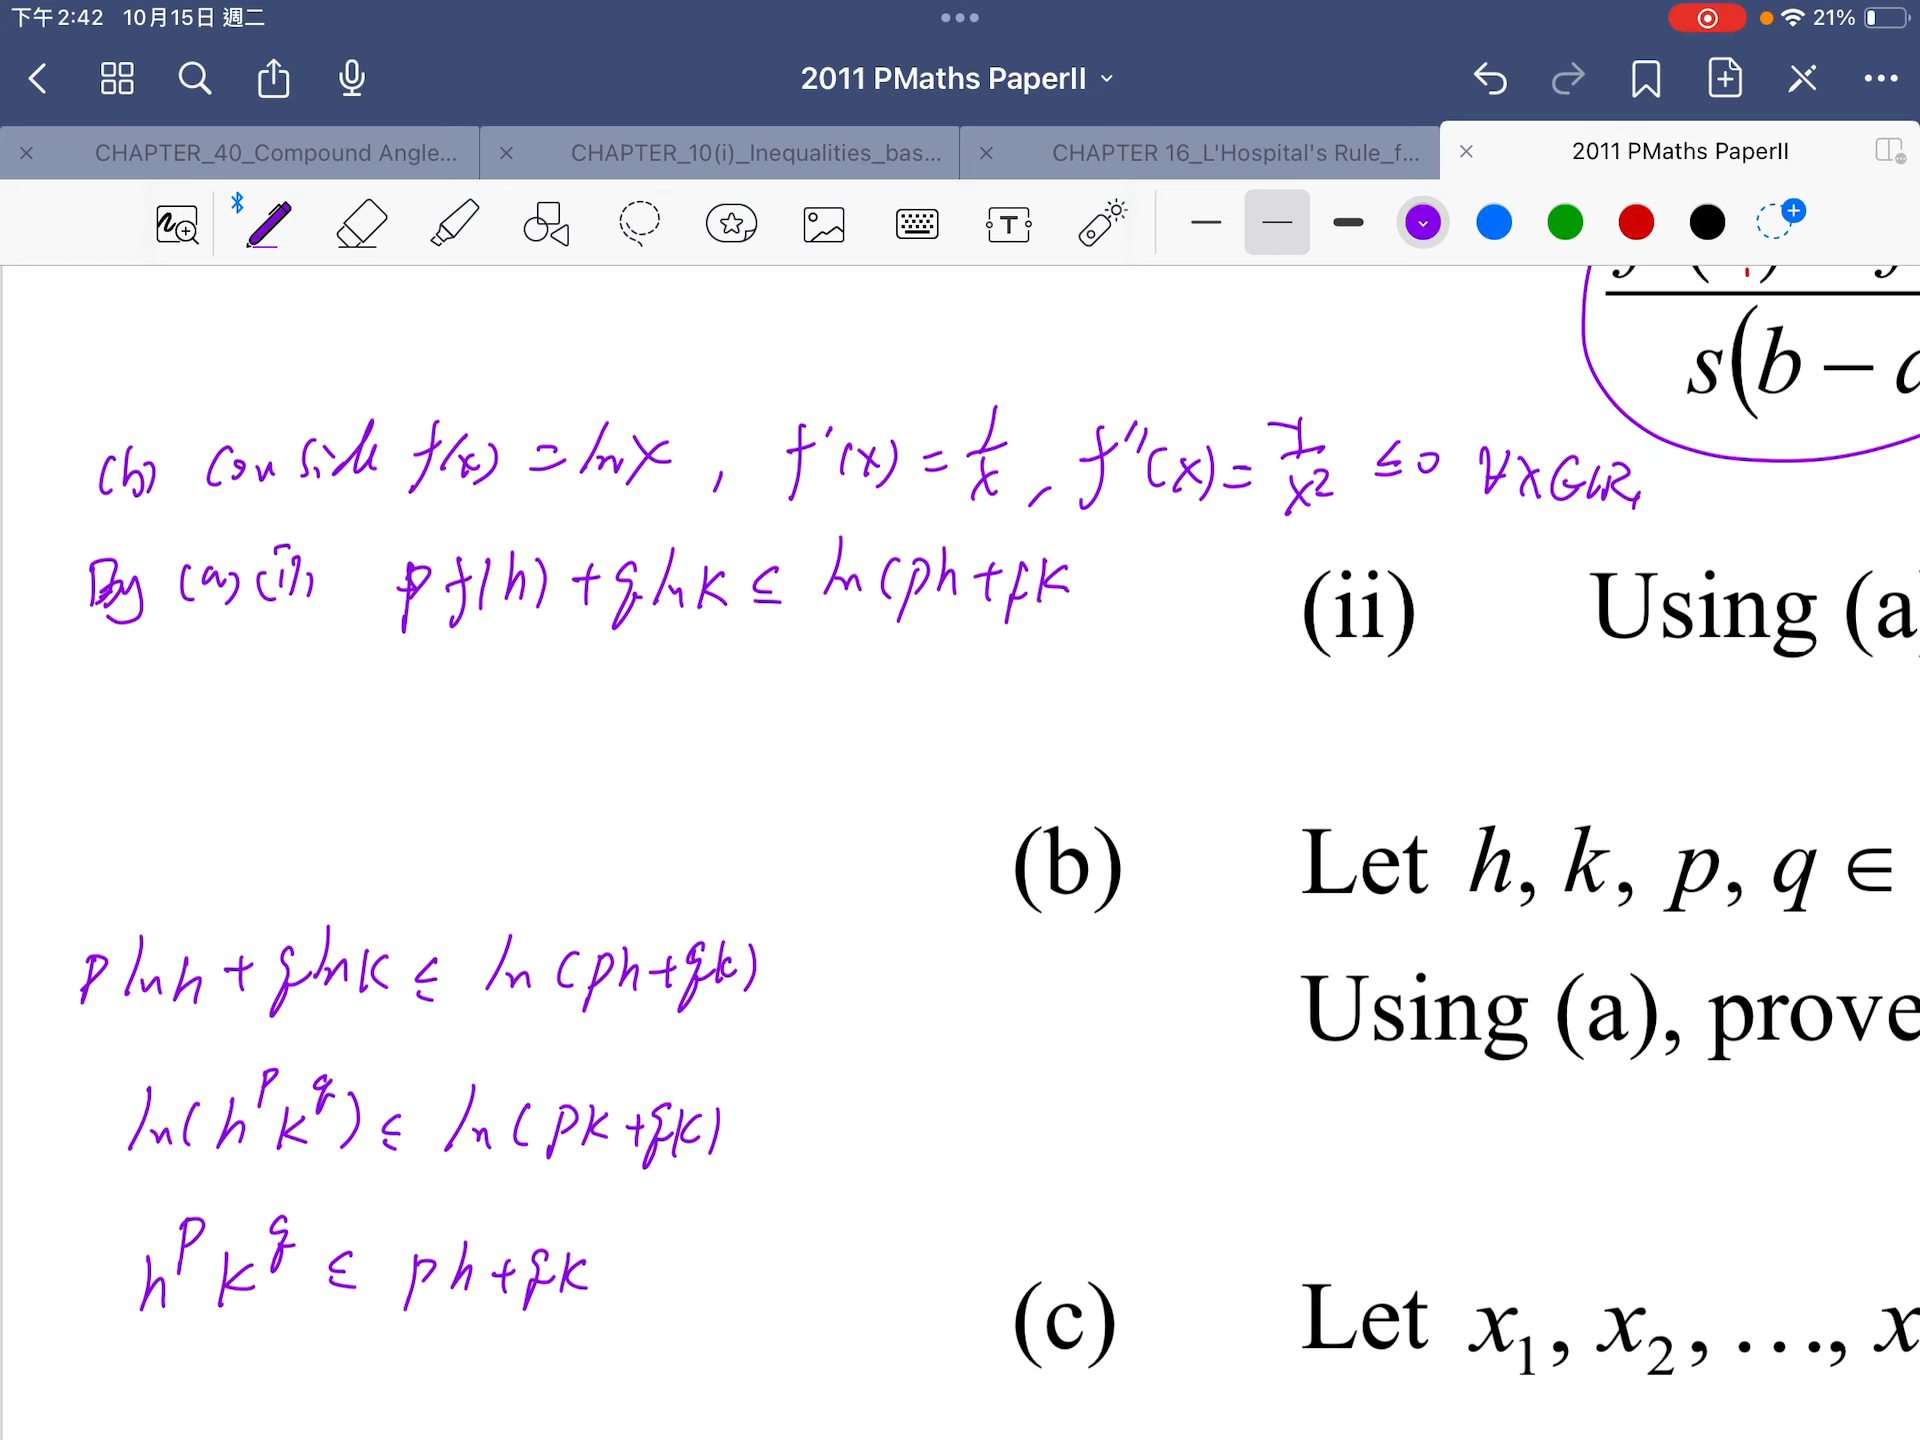 下午2:42 10月15日 週二
21%
2011 PMaths PaperII
CHAPTER_40_Compound Angle...
CHAPTER_10(i)_Inequalities_bas...
CHAPTER 16_L'Hospital's Rule_f...
2011 PMaths PaperII
s(b −
(b) Conside f(x) = ln x , f'(x) = 1/x , f''(x) = -1/x² ≤ 0 ∀x∈ℝ+
By (a)(i), p f(h) + q ln k ≤ ln(ph+qk
(ii) Using (a
(b) Let h, k, p, q ∈
p ln h + q ln k ≤ ln (ph+qk)
Using (a), prove
ln(h^p k^q) ≤ ln(pk+qk)
h^p k^q ≤ ph+qk
(c) Let x₁, x₂, ..., x